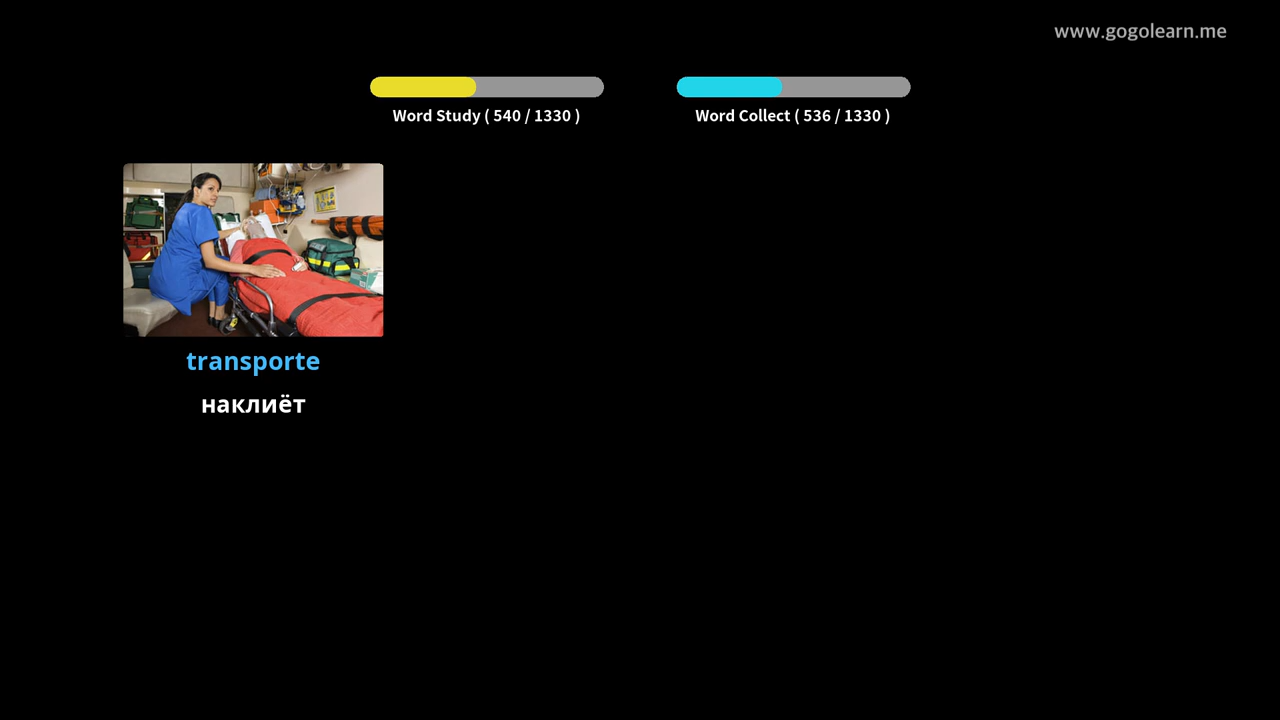 www.gogolearn.me
Word Study ( 540 / 1330 )
Word Collect ( 536 / 1330 )
transporte
наклиёт